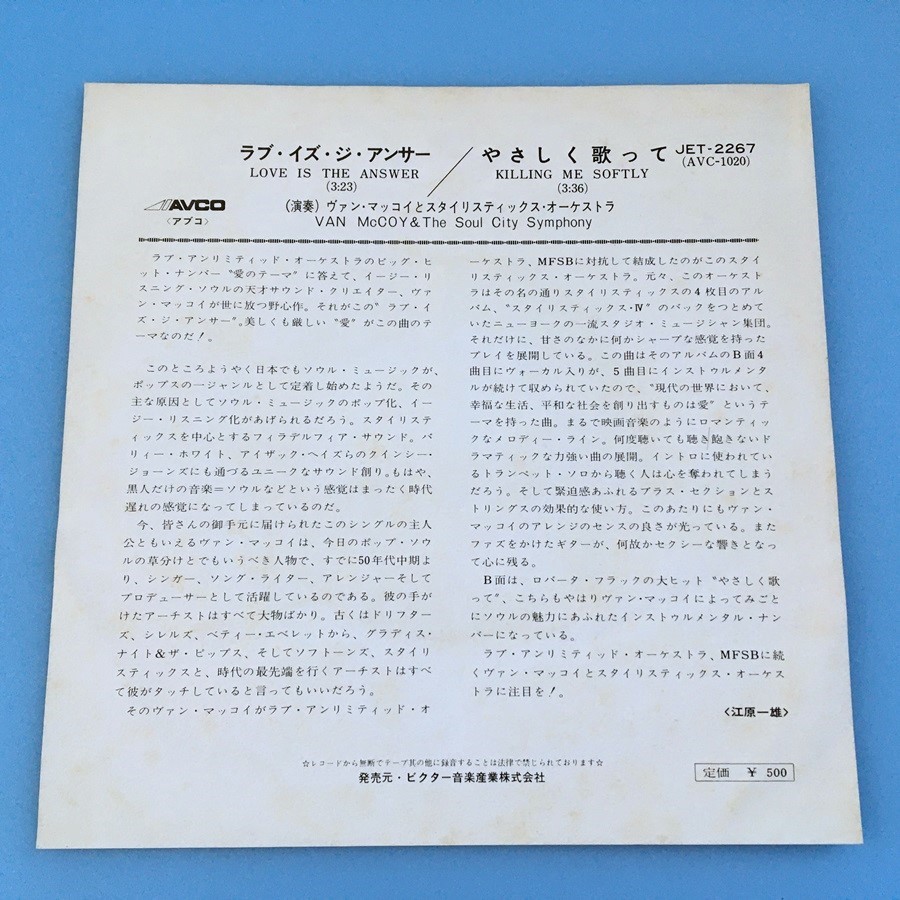 ラブ・イズ・ジ・アンサー／やさしく歌って JET-2267
LOVE IS THE ANSWER KILLING ME SOFTLY (AVC-1020)
(3:23) (3:36)
AVCO
〈アブコ〉
(演奏) ヴァン・マッコイとスタイリスティックス・オーケストラ
VAN McCOY & The Soul City Symphony
ラブ・アンリミティッド・オーケストラのビッグ・ヒ
ット・ナンバー〝愛のテーマ〟に答えて、イージー・リ
スニング・ソウルの天才サウンド・クリエイター、ヴァ
ン・マッコイが世に放つ野心作。それがこの〝ラブ・イ
ズ・ジ・アンサー〟。美しくも厳しい〝愛〟がこの曲のテ
ーマなのだ！。
このところようやく日本でもソウル・ミュージックが、
ポップスの一ジャンルとして定着し始めたようだ。その
主な原因としてソウル・ミュージックのポップ化、イー
ジー・リスニング化があげられるだろう。スタイリステ
ィックスを中心とするフィラデルフィア・サウンド。バ
リィー・ホワイト、アイザック・ヘイズらのクインシー・
ジョーンズにも通づるユニークなサウンド創り。もはや、
黒人だけの音楽＝ソウルなどという感覚はまったく時代
遅れの感覚になってしまっているのだ。
今、皆さんの御手元に届けられたこのシングルの主人
公ともいえるヴァン・マッコイは、今日のポップ・ソウ
ルの草分けとでもいうべき人物で、すでに50年代中期よ
り、シンガー、ソング・ライター、アレンジャーそして
プロデューサーとして活躍しているのである。彼の手が
けたアーチストはすべて大物ばかり。古くはドリフター
ズ、シレルズ、ベティー・エベレットから、グラディス・
ナイト&ザ・ピップス、そしてソフトーンズ、スタイリ
スティックスと、時代の最先端を行くアーチストはすべ
て彼がタッチしていると言ってもいいだろう。
そのヴァン・マッコイがラブ・アンリミティッド・オ
ーケストラ、MFSBに対抗して結成したのがこのスタイ
リスティックス・オーケストラ。元々、このオーケスト
ラはその名の通りスタイリスティックスの4枚目のアル
バム、〝スタイリスティックス・Ⅳ〟のバックをつとめて
いたニューヨークの一流スタジオ・ミュージシャン集団。
それだけに、甘さのなかに何かシャープな感覚を持った
プレイを展開している。この曲はそのアルバムのB面4
曲目にヴォーカル入りが、5曲目にインストゥルメンタ
ルが続けて収められていたので、〝現代の世界において、
幸福な生活、平和な社会を創り出すものは愛〟というテ
ーマを持った曲。まるで映画音楽のようにロマンティッ
クなメロディー・ライン。何度聴いても聴き飽きないド
ラマティックな力強い曲の展開。イントロに使われてい
るトランペット・ソロから聴く人は心を奪われてしまう
だろう。そして緊迫感あふれるブラス・セクションとス
トリングスの効果的な使い方。このあたりにもヴァン・
マッコイのアレンジのセンスの良さが光っている。また
ファズをかけたギターが、何故かセクシーな響きとなっ
て心に残る。
B面は、ロバータ・フラックの大ヒット〝やさしく歌
って〟、こちらもやはりヴァン・マッコイによってみごと
にソウルの魅力にあふれたインストゥルメンタル・ナン
バーになっている。
ラブ・アンリミティッド・オーケストラ、MFSBに続
くヴァン・マッコイとスタイリスティックス・オーケス
トラに注目を！。
〈江原一雄〉
☆レコードから無断でテープ其の他に録音することは法律で禁じられております☆
発売元・ビクター音楽産業株式会社
定価 ￥ 500